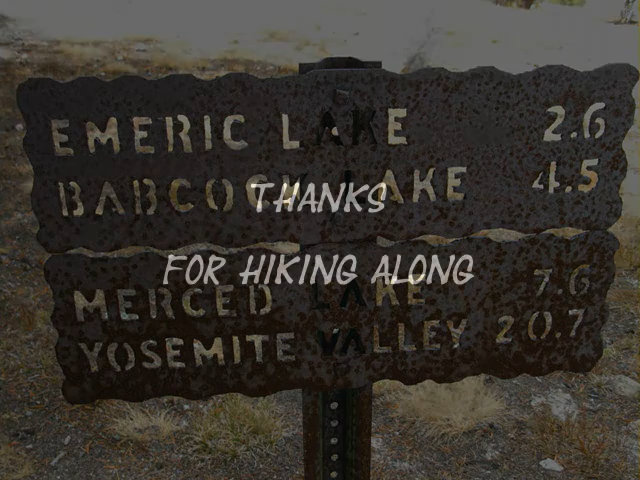 EMERIC LAKE 2.6
BABCOCK LAKE 4.5
THANKS
FOR HIKING ALONG
MERCED LAKE 7.6
YOSEMITE VALLEY 20.7